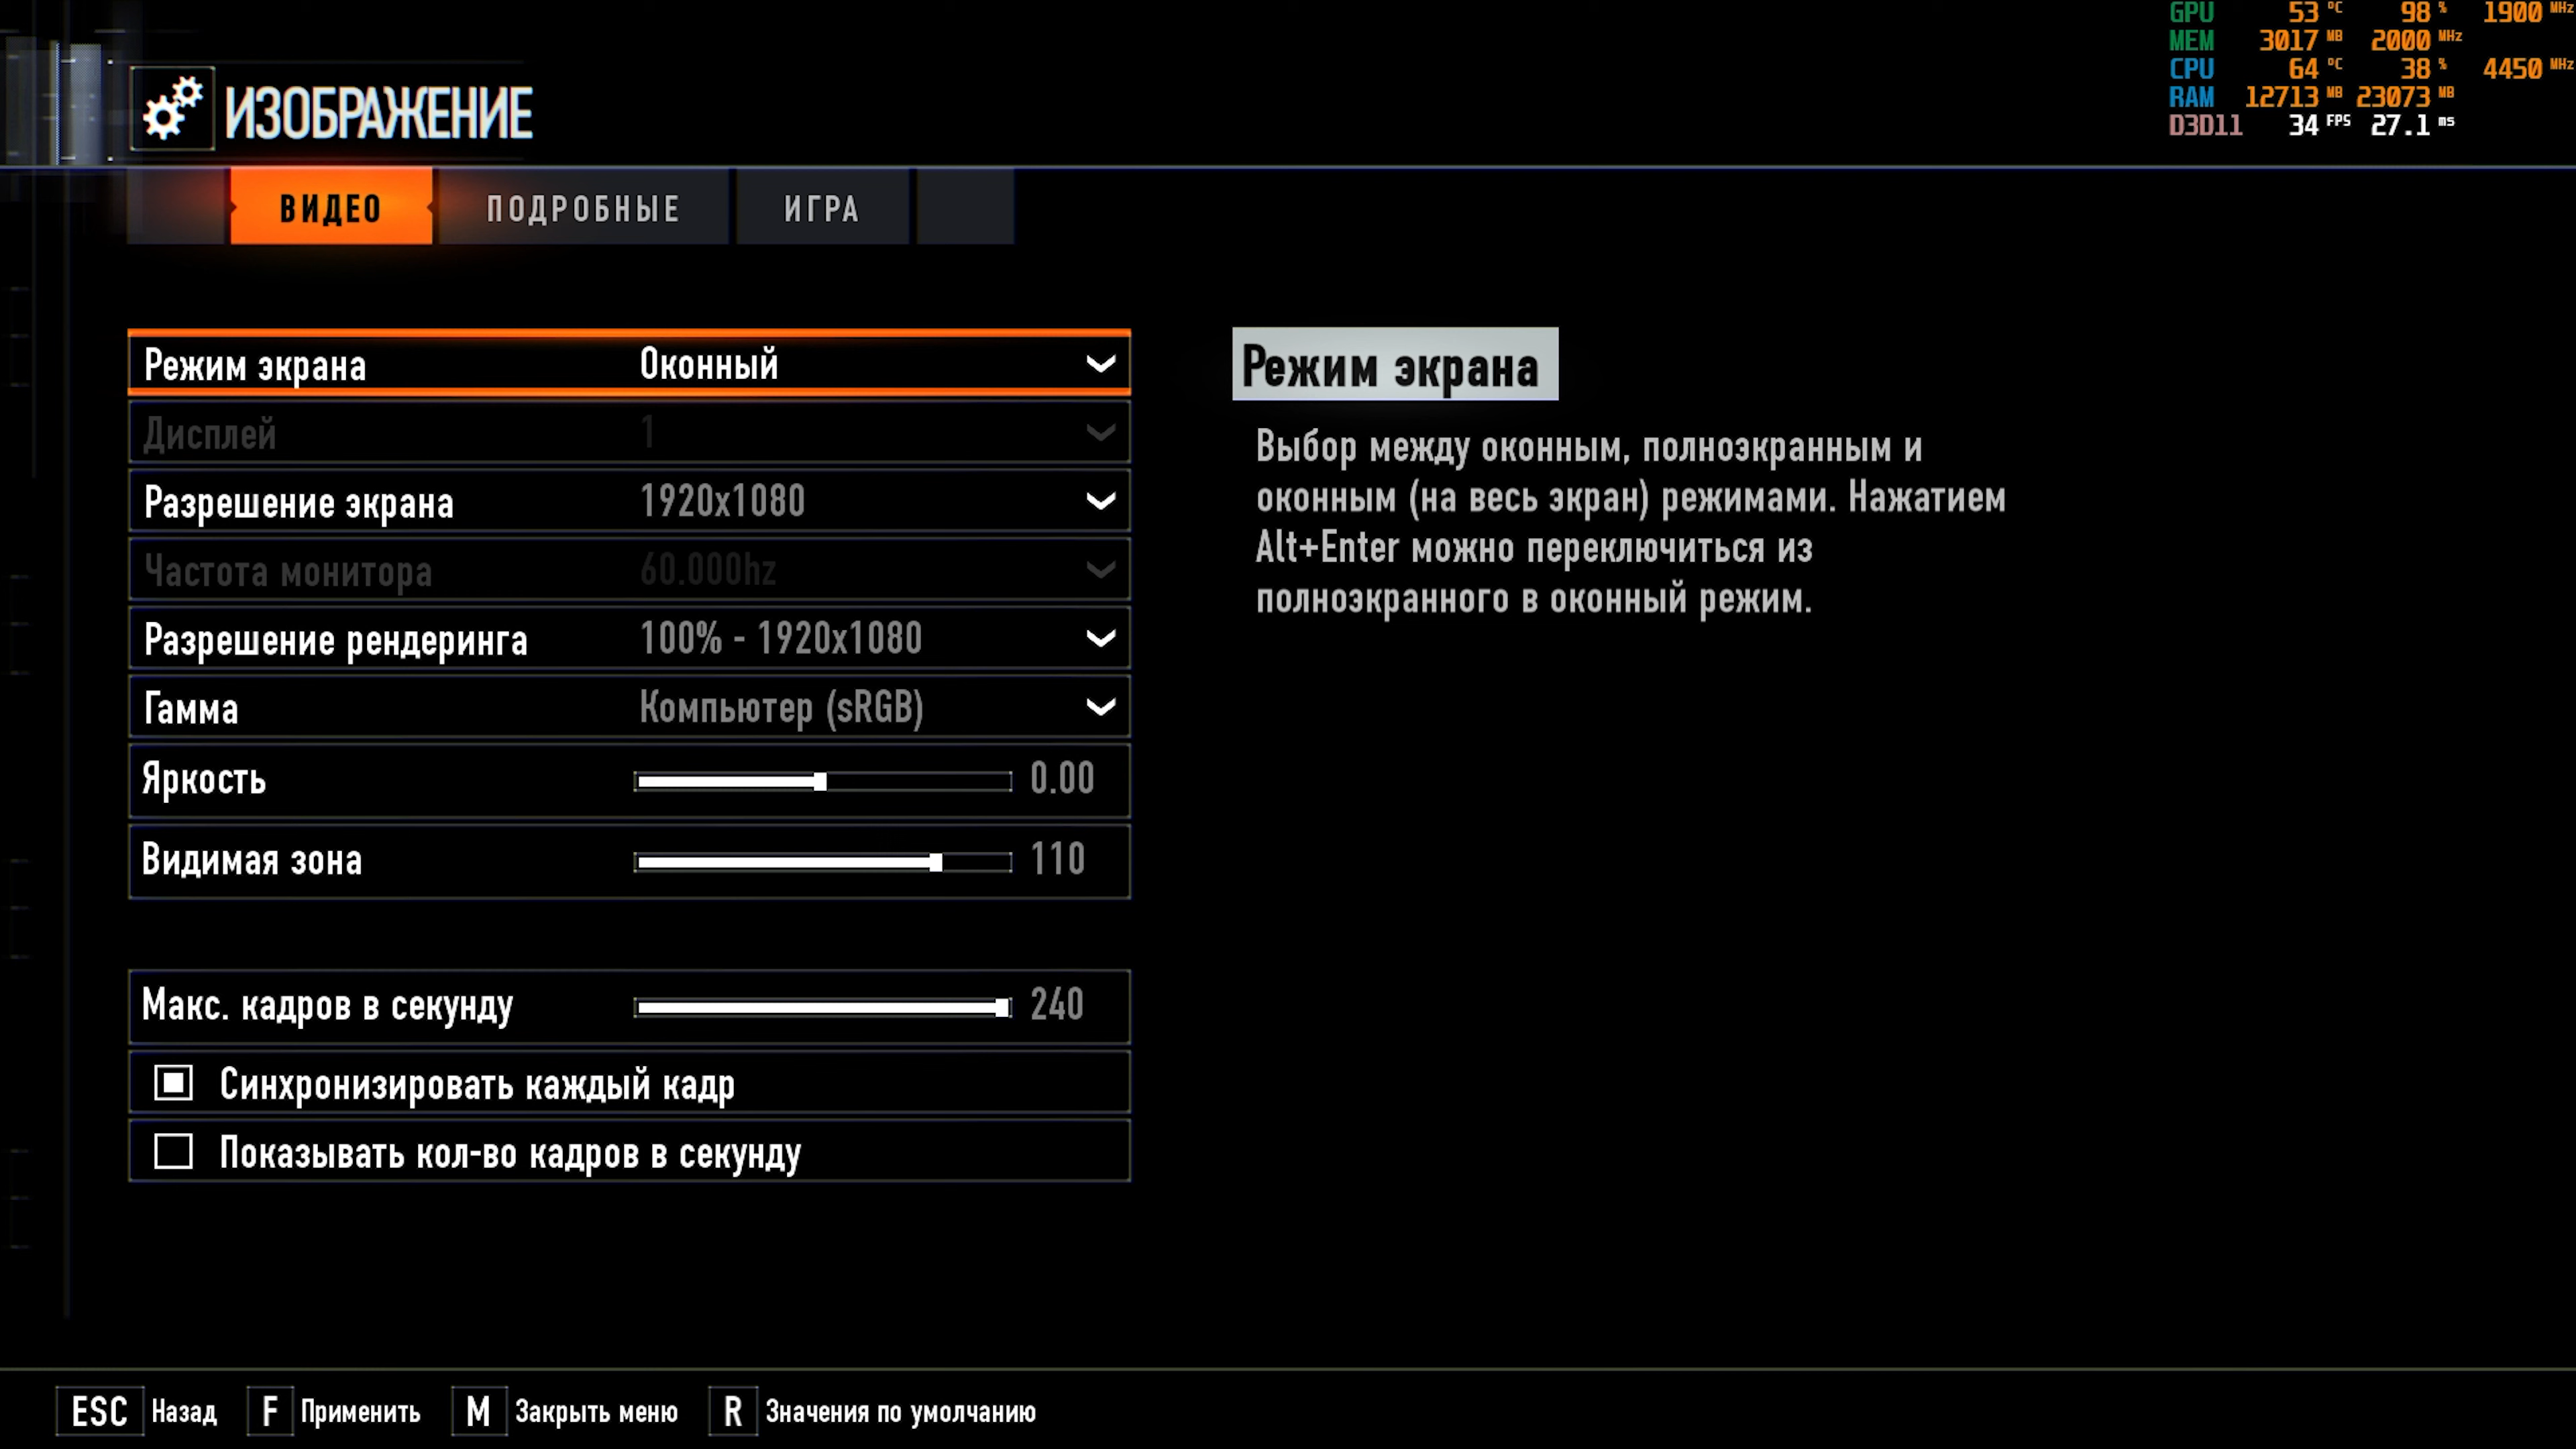 GPU 53 °C 98 % 1900 MHz
MEM 3017 MB 2000 MHz
CPU 64 °C 38 % 4450 MHz
RAM 12713 MB 23073 MB
D3D11 34 FPS 27.1 ms
ИЗОБРАЖЕНИЕ
ВИДЕО ПОДРОБНЫЕ ИГРА
Режим экрана Оконный
Дисплей 1
Разрешение экрана 1920x1080
Частота монитора 60.000hz
Разрешение рендеринга 100% - 1920x1080
Гамма Компьютер (sRGB)
Яркость 0.00
Видимая зона 110
Макс. кадров в секунду 240
Синхронизировать каждый кадр
Показывать кол-во кадров в секунду
Режим экрана
Выбор между оконным, полноэкранным и
оконным (на весь экран) режимами. Нажатием
Alt+Enter можно переключиться из
полноэкранного в оконный режим.
ESC Назад F Применить M Закрыть меню R Значения по умолчанию